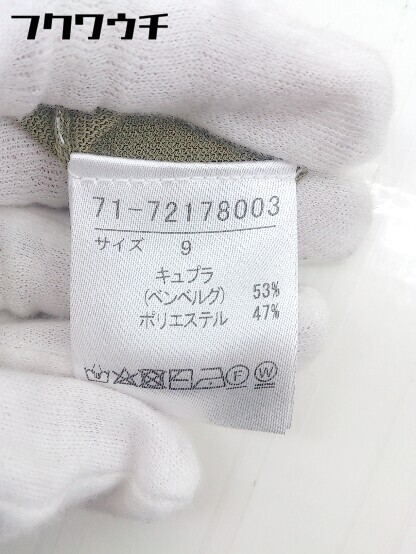 フクワウチ
71-72178003
サイズ 9
キュプラ
(ベンベルグ) 53%
ポリエステル 47%
F W